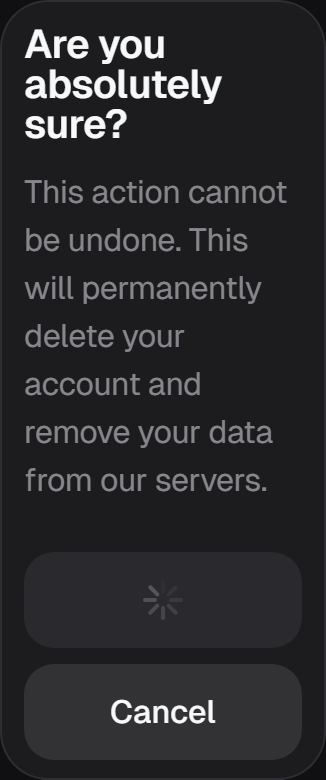 Are you
absolutely
sure?
This action cannot
be undone. This
will permanently
delete your
account and
remove your data
from our servers.
Cancel